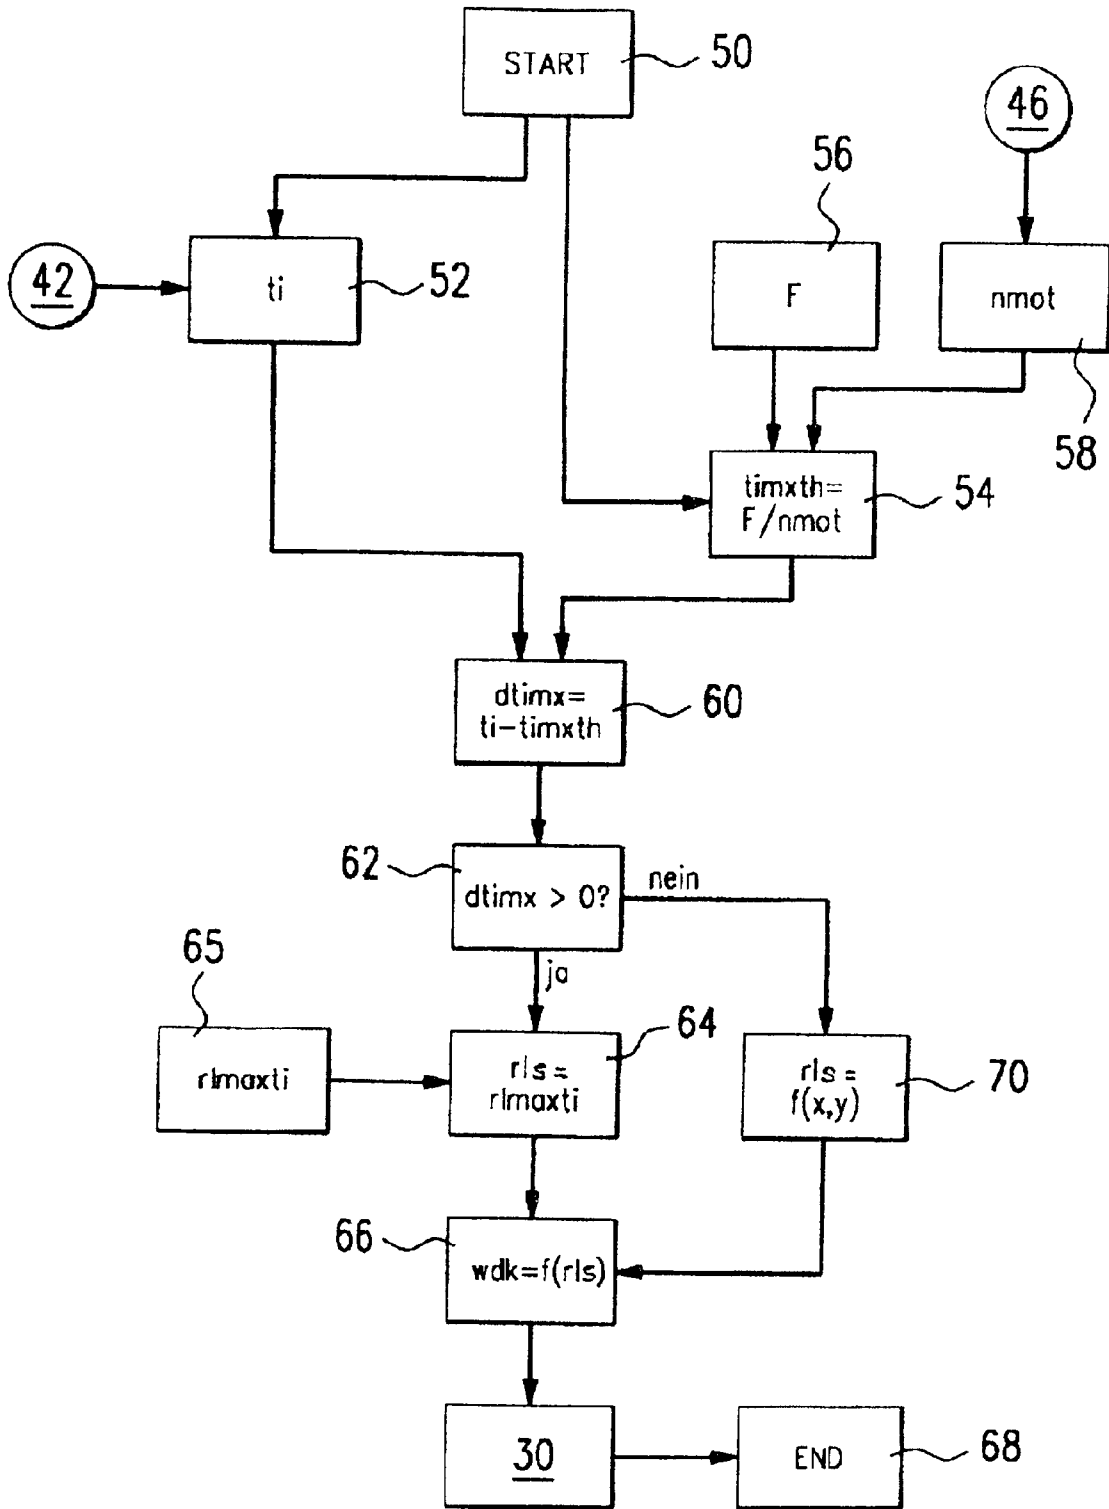 START
50
46
56
42
ti
52
F
nmot
58
timxth=
F/nmot
54
dtimx=
ti-timxth
60
62
dtimx > 0?
nein
ja
65
rlmaxti
rls=
rlmaxti
64
rls=
f(x,y)
70
66
wdk=f(rls)
30
END
68